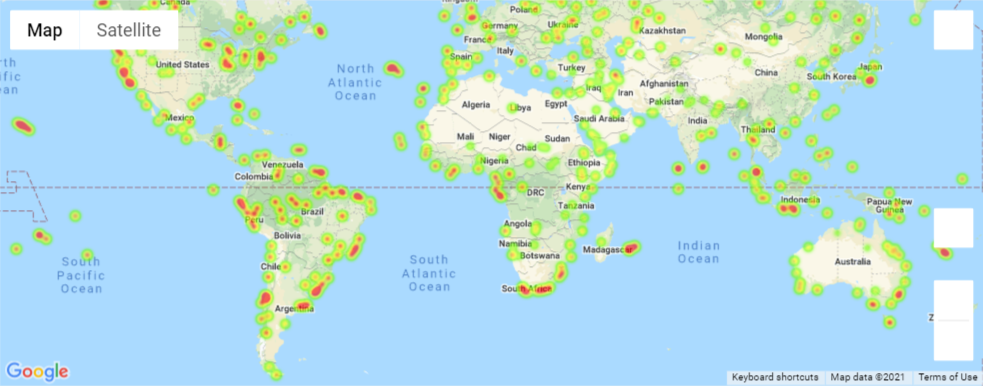 Canada
Map
Satellite
Kingdom
Poland
Germany
Ukraine
Kazakhstan
Mongolia
France
Italy
Spain
Turkey
United States
North
Atlantic
Ocean
Japan
China
South Korea
Afghanistan
Iraq
Iran
Pakistan
Algeria
Libya
Egypt
Saudi Arabia
India
Mexico
Mali
Niger
Sudan
Chad
Thailand
Venezuela
Nigeria
Ethiopia
Colombia
DRC
Kenya
Tanzania
Indonesia
Papua New
Guinea
Peru
Brazil
Angola
Bolivia
Namibia
Botswana
Madagascar
Indian
Ocean
South
Pacific
Ocean
South
Atlantic
Ocean
Chile
Australia
South Africa
Argentina
Google
Keyboard shortcuts
Map data ©2021
Terms of Use